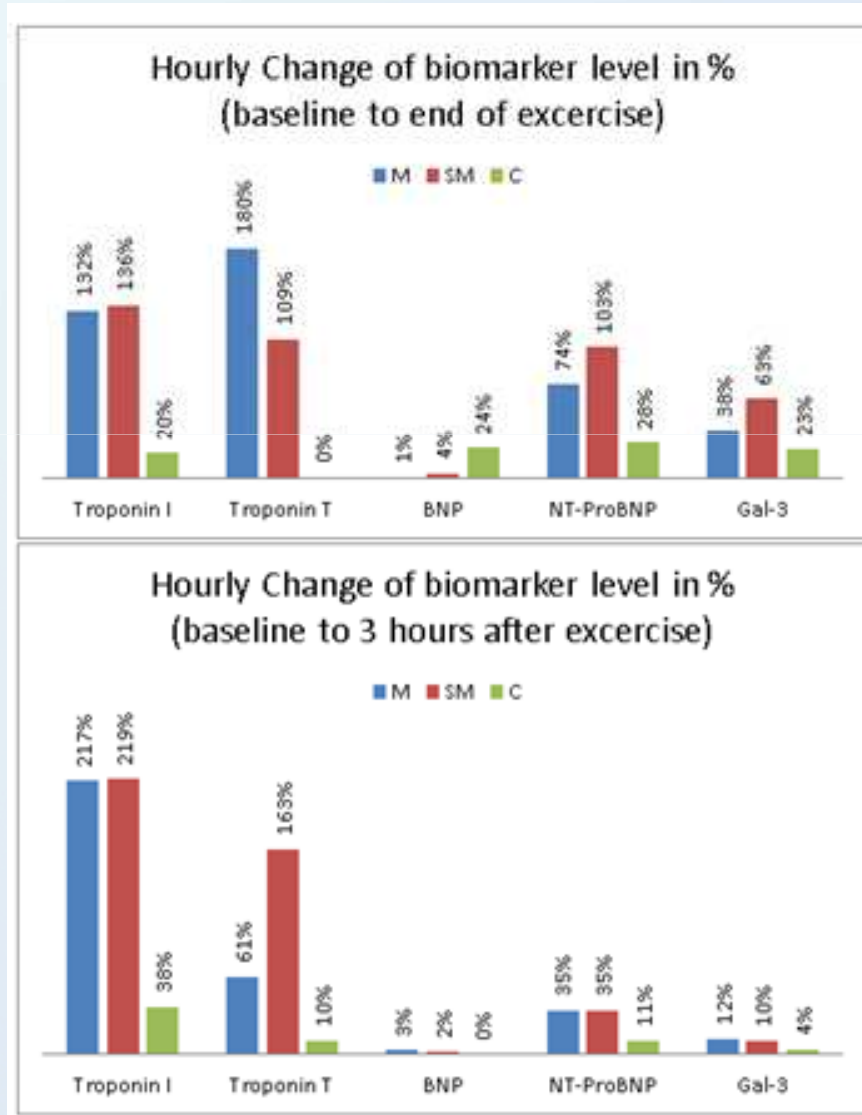 Hourly Change of biomarker level in %
(baseline to end of excercise)
M SM C
132% 136% 20% 180% 109% 0% 1% 4% 24% 74% 103% 28% 38% 63% 23%
Troponin I Troponin T BNP NT-ProBNP Gal-3
Hourly Change of biomarker level in %
(baseline to 3 hours after excercise)
M SM C
217% 219% 38% 61% 163% 10% 3% 2% 0% 35% 35% 11% 12% 10% 4%
Troponin I Troponin T BNP NT-ProBNP Gal-3